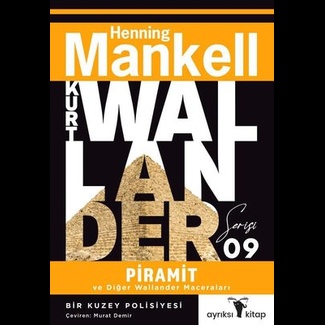 Henning
Mankell
KURT
WAL
LAN
DER
Serisi
09
PİRAMİT
ve Diğer Wallander Maceraları
BİR KUZEY POLİSİYESİ
Çeviren: Murat Demir
ayrıksı kitap